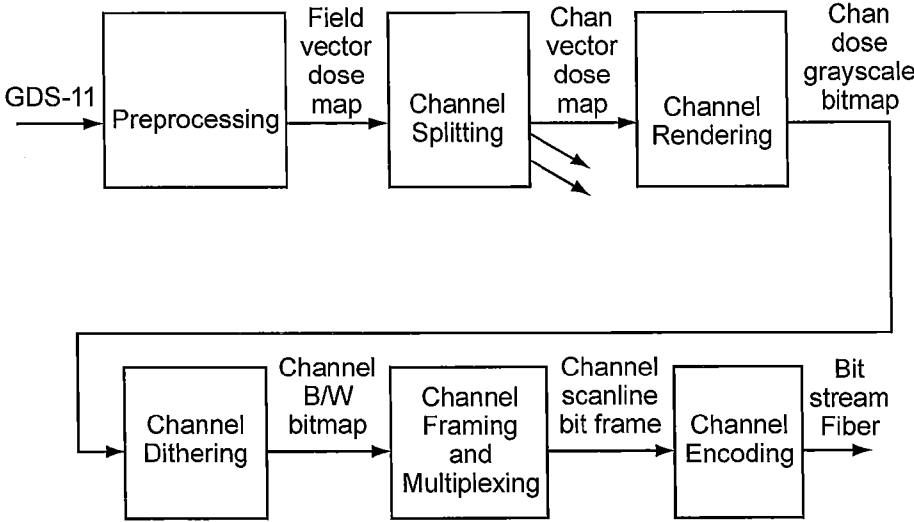 GDS-11
Preprocessing
Field
vector
dose
map
Channel
Splitting
Chan
vector
dose
map
Channel
Rendering
Chan
dose
grayscale
bitmap
Channel
Dithering
Channel
B/W
bitmap
Channel
Framing
and
Multiplexing
Channel
scanline
bit frame
Channel
Encoding
Bit
stream
Fiber